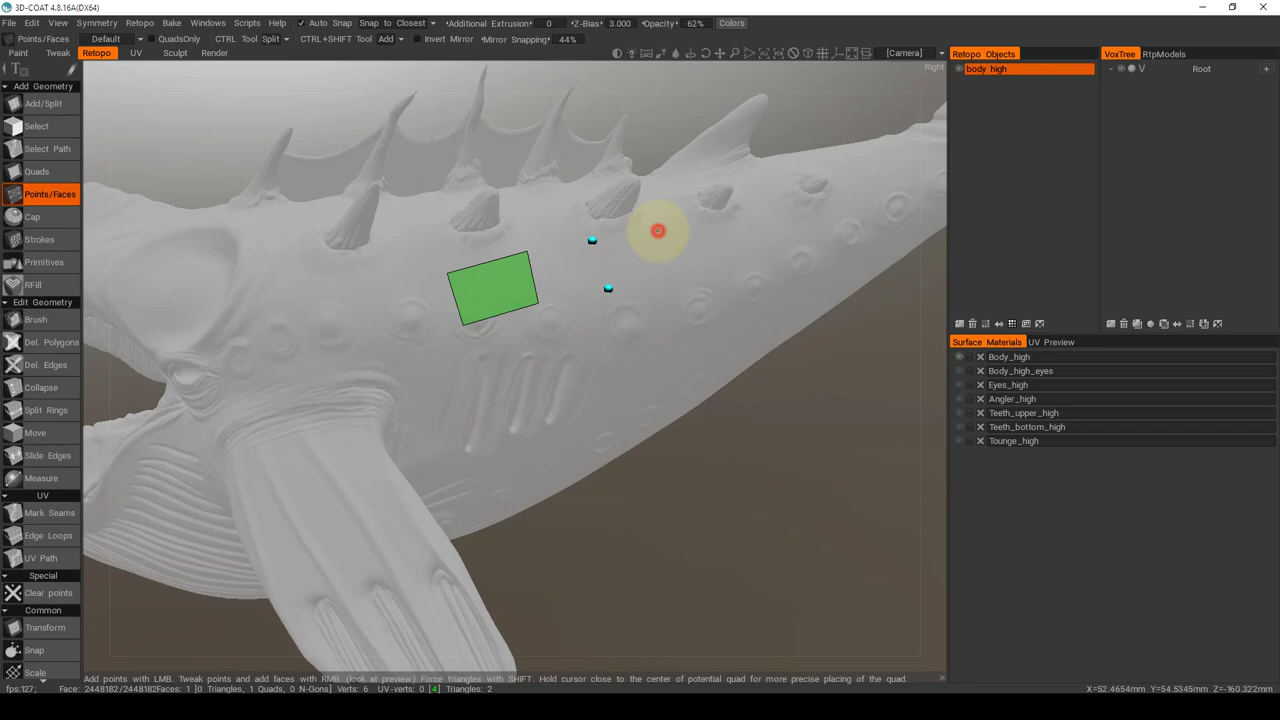 3D-COAT 4.8.16A(DX64)
File Edit View Symmetry Retopo Bake Windows Scripts Help Auto Snap Snap to Closest Additional Extrusion 0 Z-Bias 3.000 Opacity 62% Colors
Points/Faces Default QuadsOnly CTRL Tool Split CTRL+SHIFT Tool Add Invert Mirror Mirror Snapping 44%
Paint Tweak Retopo UV Sculpt Render [Camera]
Retopo Objects
VoxTree RtpModels
body high
V Root +
Right
Add Geometry
Add/Split
Select
Select Path
Quads
Points/Faces
Cap
Strokes
Primitives
RFill
Edit Geometry
Brush
Del. Polygons
Del. Edges
Collapse
Split Rings
Move
Slide Edges
Measure
UV
Mark Seams
Edge Loops
UV Path
Special
Clear points
Common
Transform
Snap
Scale
Surface Materials UV Preview
Body_high
Body_high_eyes
Eyes_high
Angler_high
Teeth_upper_high
Teeth_bottom_high
Tounge_high
Add points with LMB. Tweak points and add faces with RMB. (look at preview) Force triangles with SHIFT. Hold cursor close to the center of potential quad for more precise placing of the quad.
fps:127; Face: 2448182/2448182Faces: 1 [0 Triangles, 1 Quads, 0 N-Gons] Verts: 6 UV-verts: 0 [4] Triangles: 2 X=52.4654mm; Y=54.5345mm; Z=-160.322mm